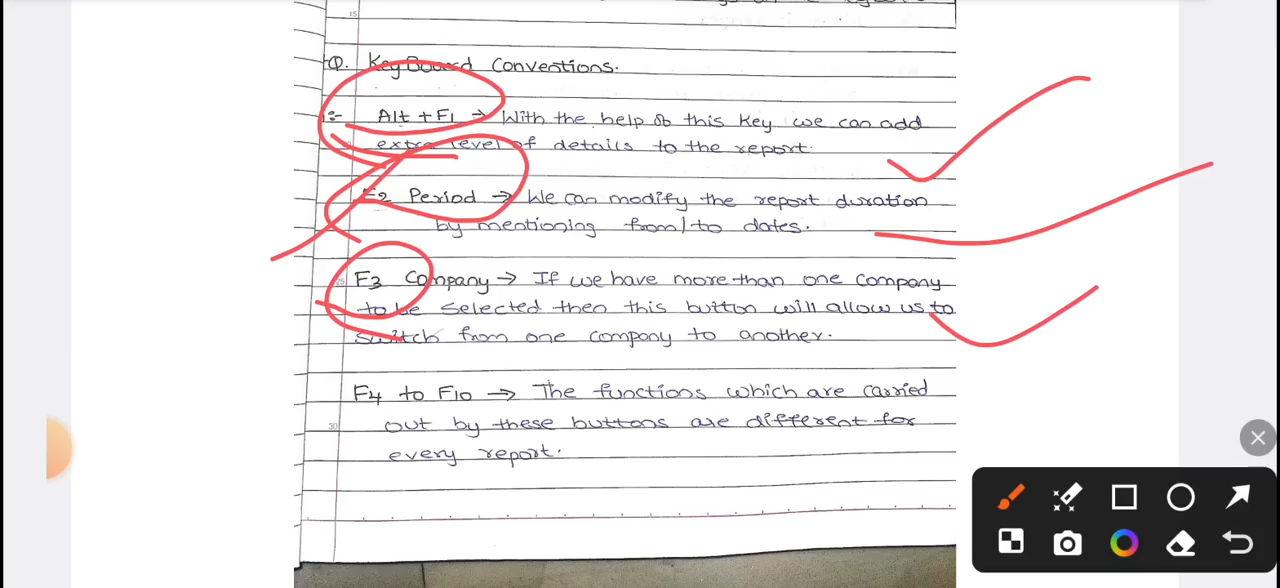 15
Q. KeyBoard Conventions.
:- Alt + F1 → With the help of this key we can add
extra level of details to the report.
F2 Period → We can modify the report duration
by mentioning from/to dates.
25
F3 Company → If we have more than one company
to be selected then this button will allow us to
switch from one company to another.
F4 to F10 → The functions which are carried
30 out by these buttons are different for
every report.